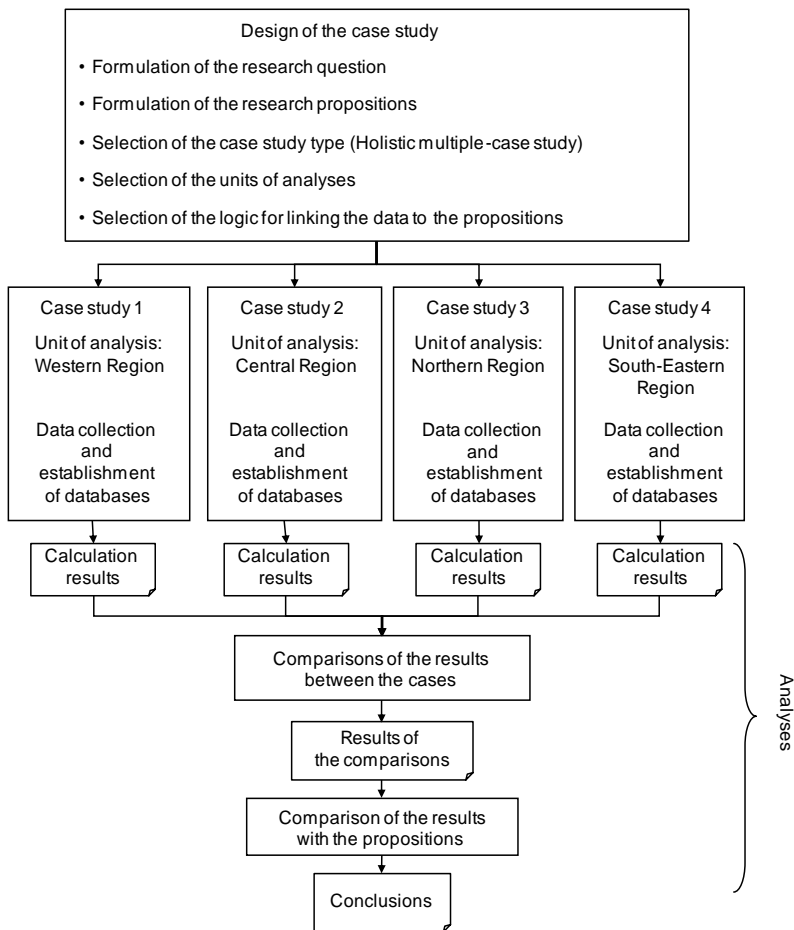 Design of the case study
• Formulation of the research question
• Formulation of the research propositions
• Selection of the case study type (Holistic multiple-case study)
• Selection of the units of analyses
• Selection of the logic for linking the data to the propositions
Case study 1
Unit of analysis:
Western Region
Data collection
and
establishment
of databases
Case study 2
Unit of analysis:
Central Region
Data collection
and
establishment
of databases
Case study 3
Unit of analysis:
Northern Region
Data collection
and
establishment
of databases
Case study 4
Unit of analysis:
South-Eastern
Region
Data collection
and
establishment
of databases
Calculation
results
Calculation
results
Calculation
results
Calculation
results
Comparisons of the results
between the cases
Results of
the comparisons
Comparison of the results
with the propositions
Conclusions
Analyses